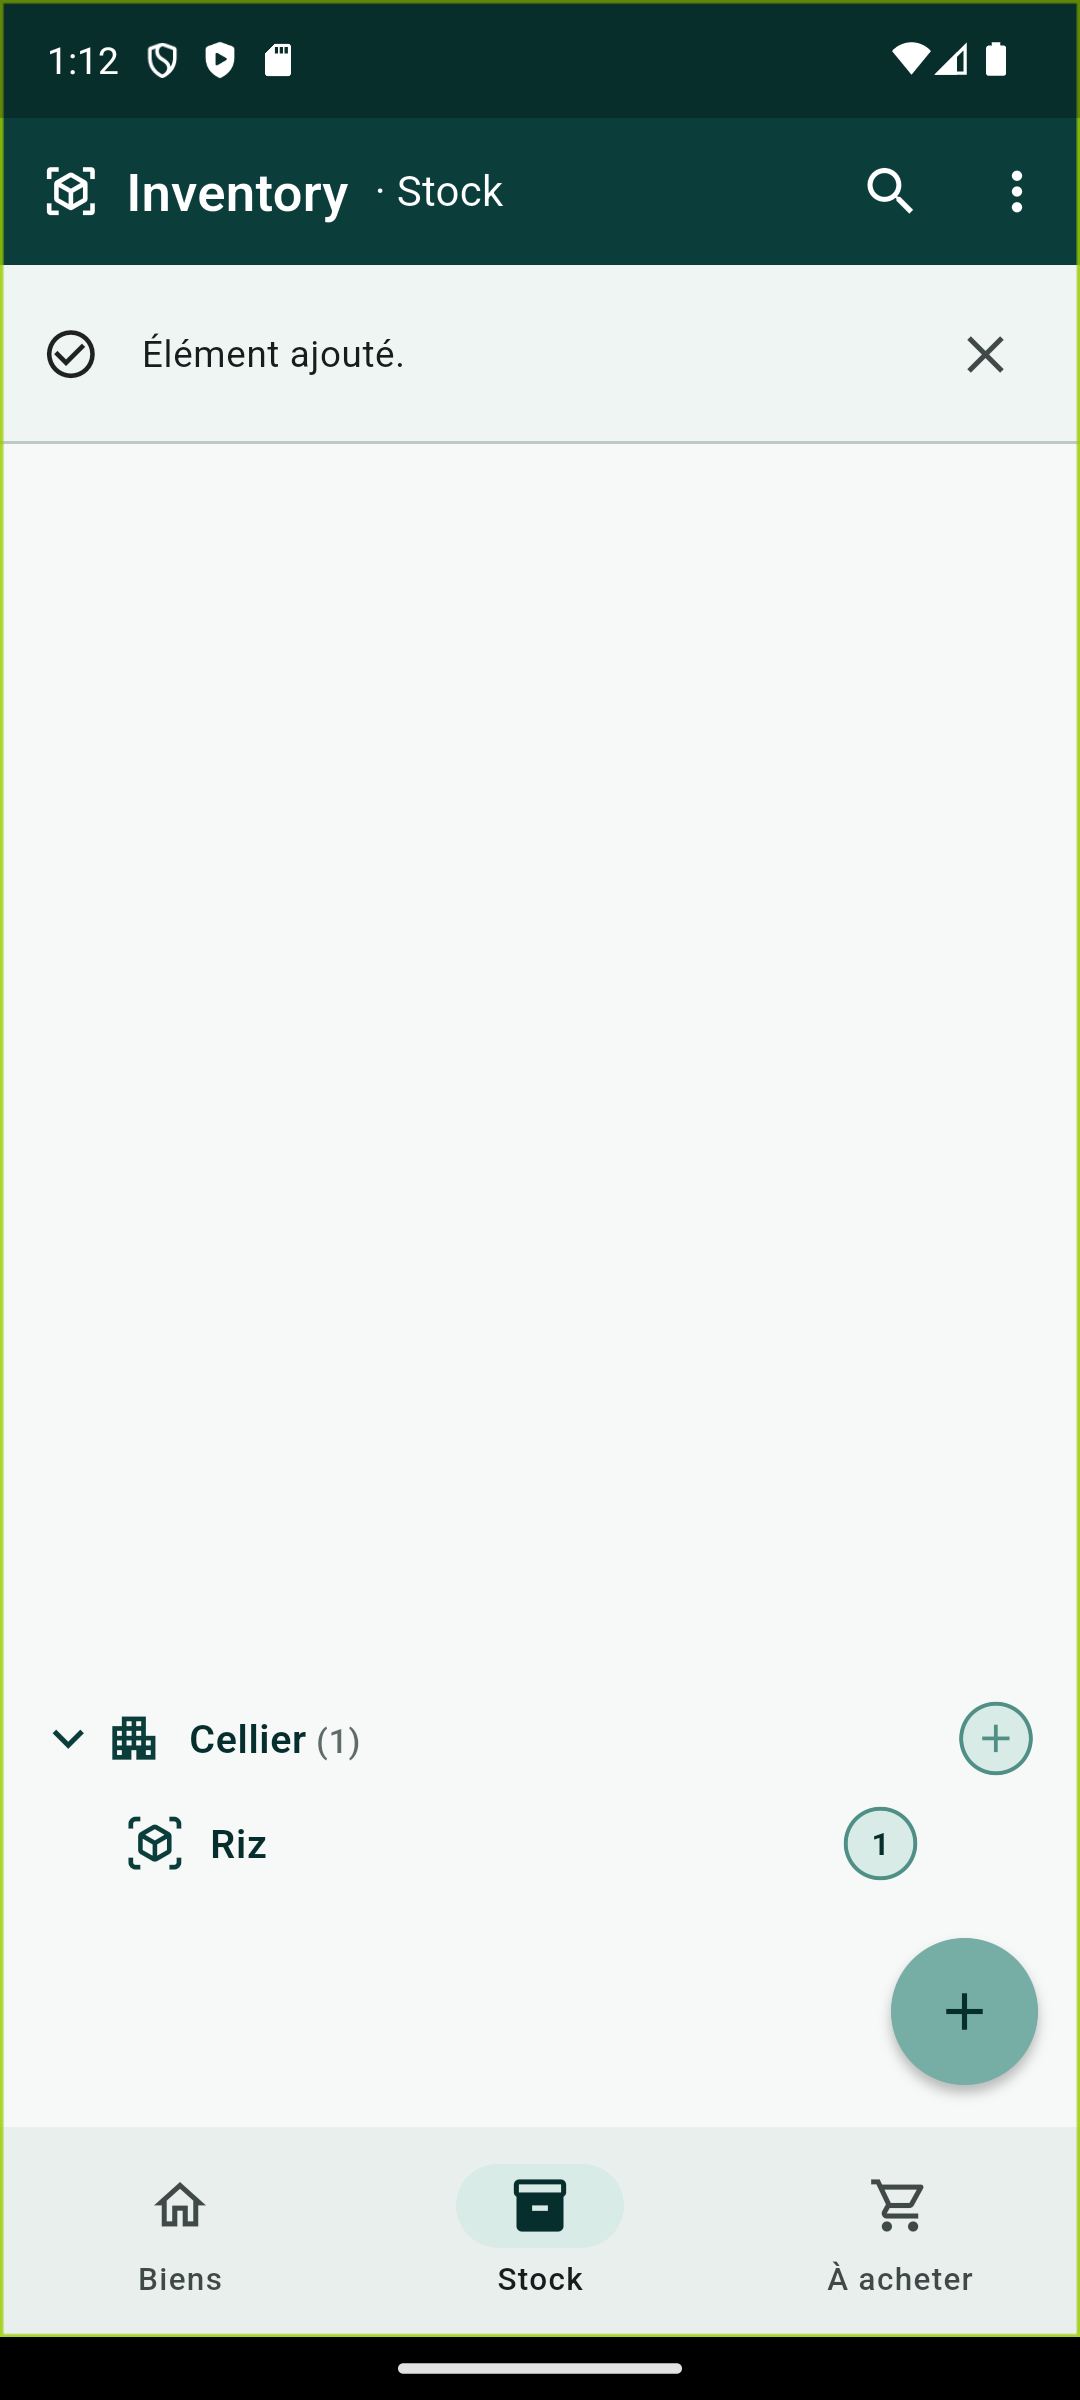 1:12
Inventory · Stock
Élément ajouté.
Cellier (1)
Riz 1
Biens Stock À acheter